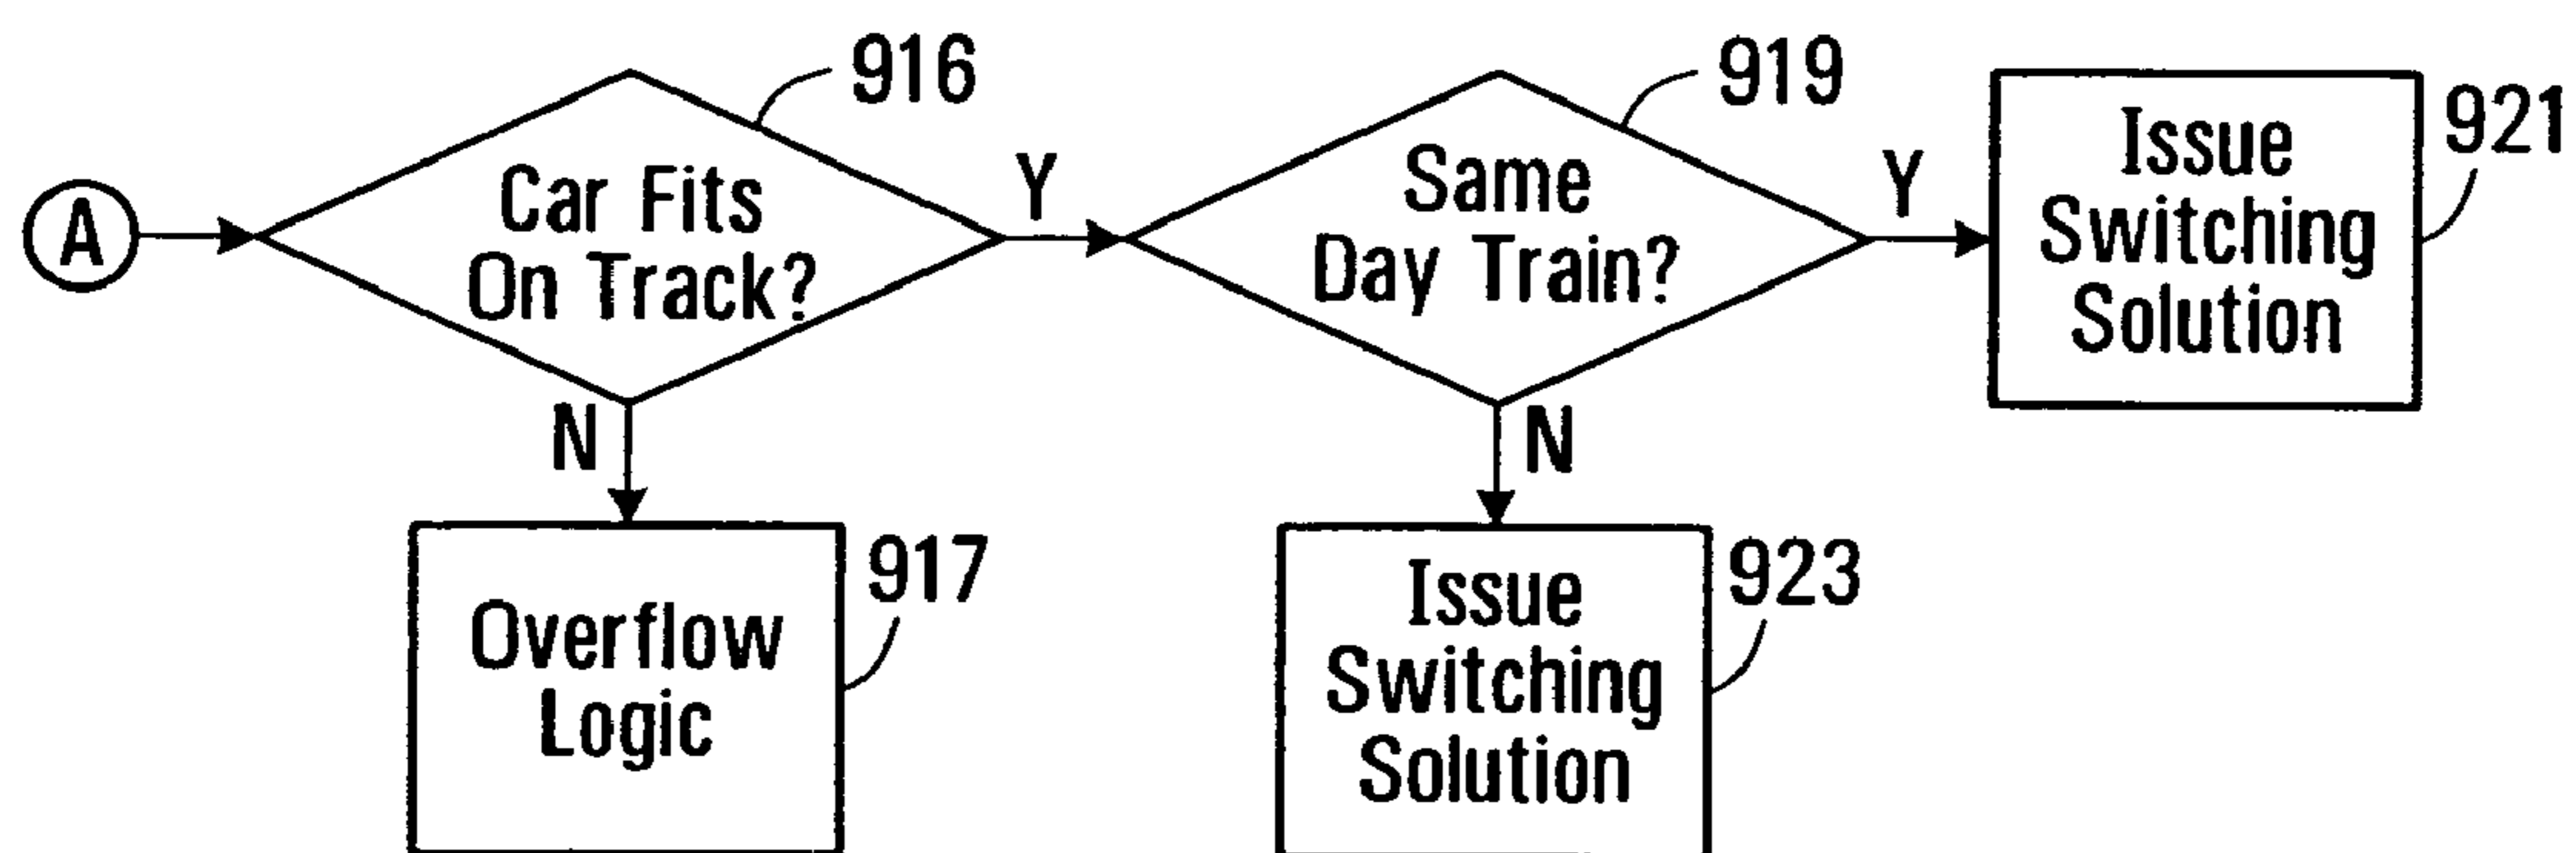 A
916
Car Fits
On Track?
Y
919
Same
Day Train?
Y
921
Issue
Switching
Solution
N
917
Overflow
Logic
N
923
Issue
Switching
Solution